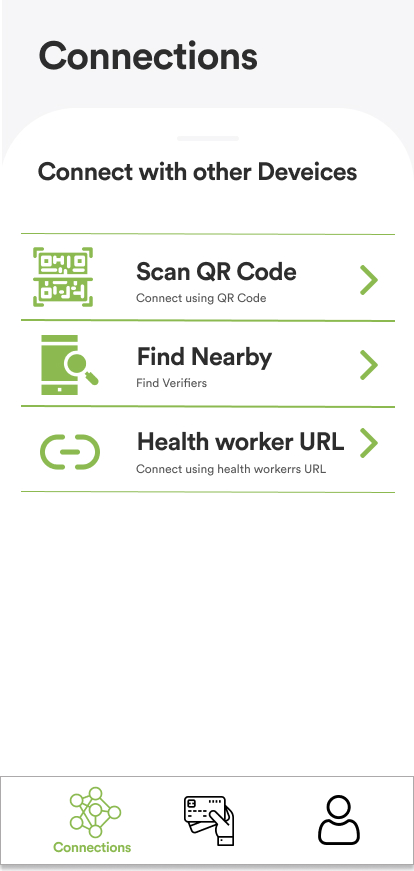 Connections
Connect with other Deveices
Scan QR Code
Connect using QR Code
Find Nearby
Find Verifiers
Health worker URL
Connect using health workerrs URL
Connections